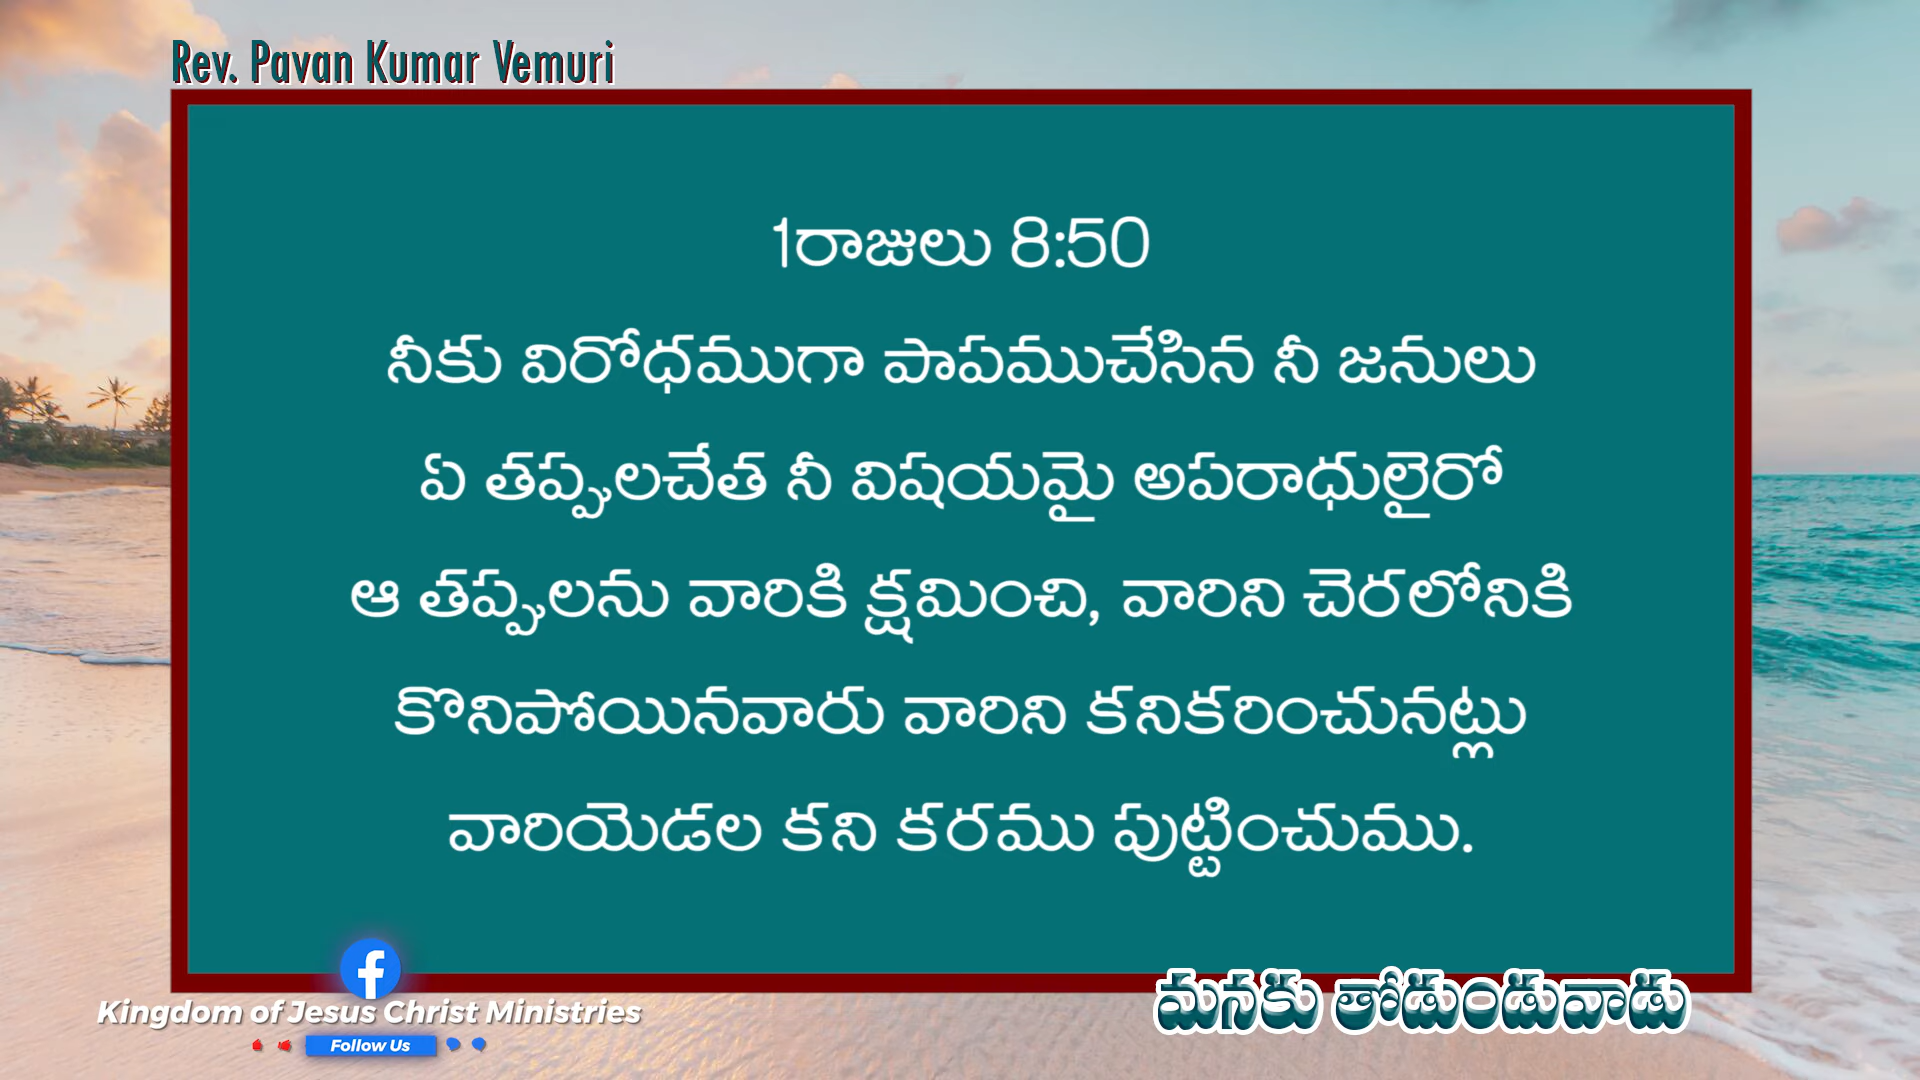 Rev. Pavan Kumar Vemuri
1రాజులు 8:50
నీకు విరోధముగా పాపముచేసిన నీ జనులు
ఏ తప్పులచేత నీ విషయమై అపరాధులైరో
ఆ తప్పులను వారికి క్షమించి, వారిని చెరలోనికి
కొనిపోయినవారు వారిని కనికరించునట్లు
వారియెడల కని కరము పుట్టించుము.
Kingdom of Jesus Christ Ministries
Follow Us
మనకు తోడుండువాడు